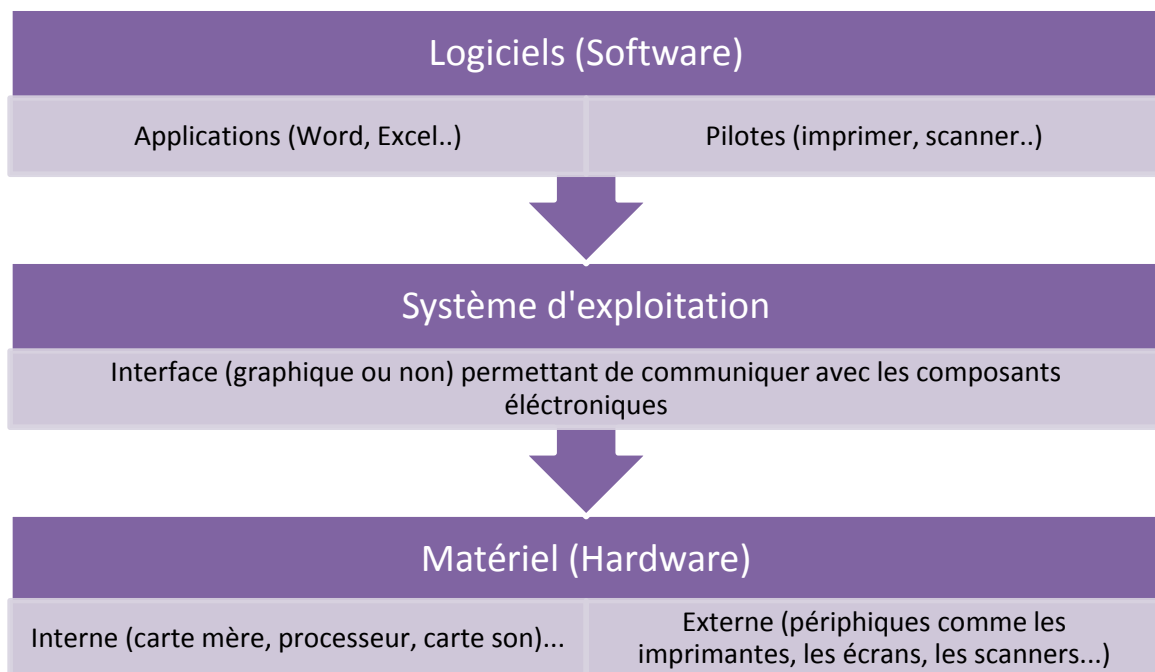 Logiciels (Software)
Applications (Word, Excel..)
Pilotes (imprimer, scanner..)
Système d'exploitation
Interface (graphique ou non) permettant de communiquer avec les composants
éléctroniques
Matériel (Hardware)
Interne (carte mère, processeur, carte son)...
Externe (périphiques comme les
imprimantes, les écrans, les scanners...)